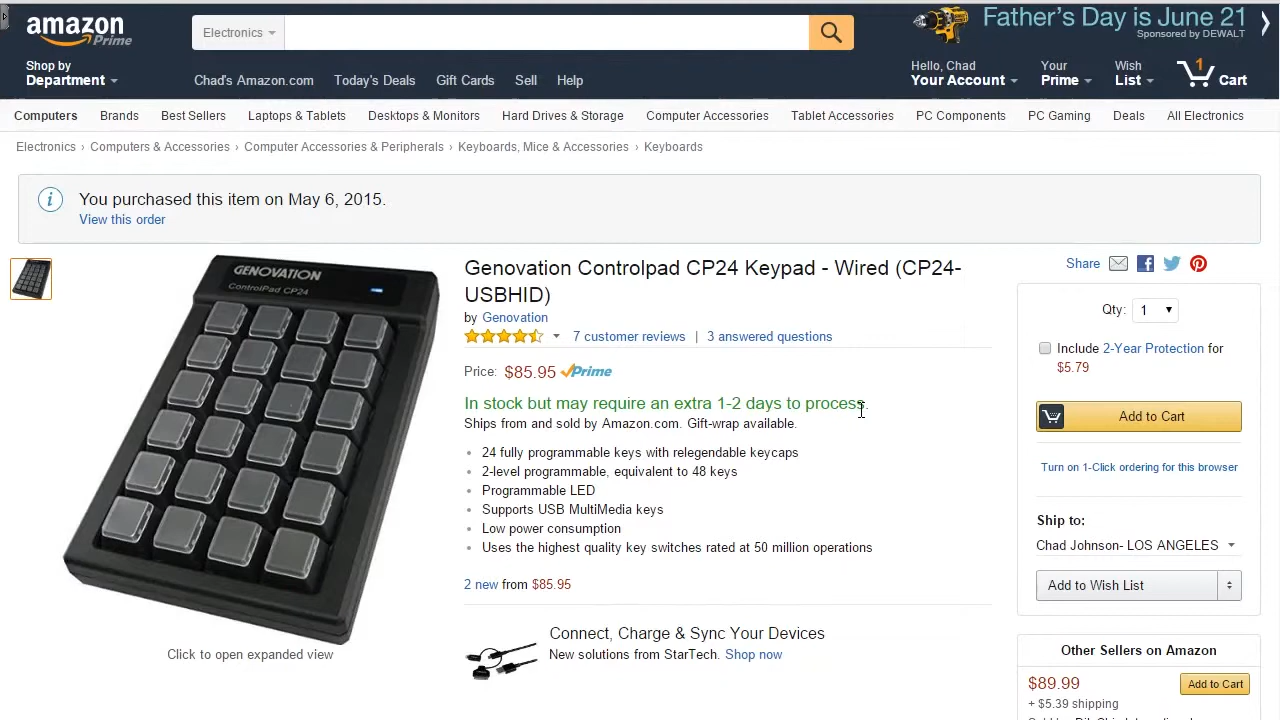 amazon
Prime
Electronics
Father's Day is June 21
Sponsored by DEWALT
Shop by
Department
Chad's Amazon.com
Today's Deals
Gift Cards
Sell
Help
Hello, Chad
Your Account
Your
Prime
Wish
List
1
Cart
Computers
Brands
Best Sellers
Laptops & Tablets
Desktops & Monitors
Hard Drives & Storage
Computer Accessories
Tablet Accessories
PC Components
PC Gaming
Deals
All Electronics
Electronics › Computers & Accessories › Computer Accessories & Peripherals › Keyboards, Mice & Accessories › Keyboards
You purchased this item on May 6, 2015.
View this order
GENOVATION
ControlPad CP24
Click to open expanded view
Genovation Controlpad CP24 Keypad - Wired (CP24-
USBHID)
by Genovation
7 customer reviews | 3 answered questions
Price: $85.95 Prime
In stock but may require an extra 1-2 days to process.
Ships from and sold by Amazon.com. Gift-wrap available.
24 fully programmable keys with relegendable keycaps
2-level programmable, equivalent to 48 keys
Programmable LED
Supports USB MultiMedia keys
Low power consumption
Uses the highest quality key switches rated at 50 million operations
2 new from $85.95
Connect, Charge & Sync Your Devices
New solutions from StarTech. Shop now
Share
Qty: 1
Include 2-Year Protection for
$5.79
Add to Cart
Turn on 1-Click ordering for this browser
Ship to:
Chad Johnson- LOS ANGELES
Add to Wish List
Other Sellers on Amazon
$89.99
Add to Cart
+ $5.39 shipping